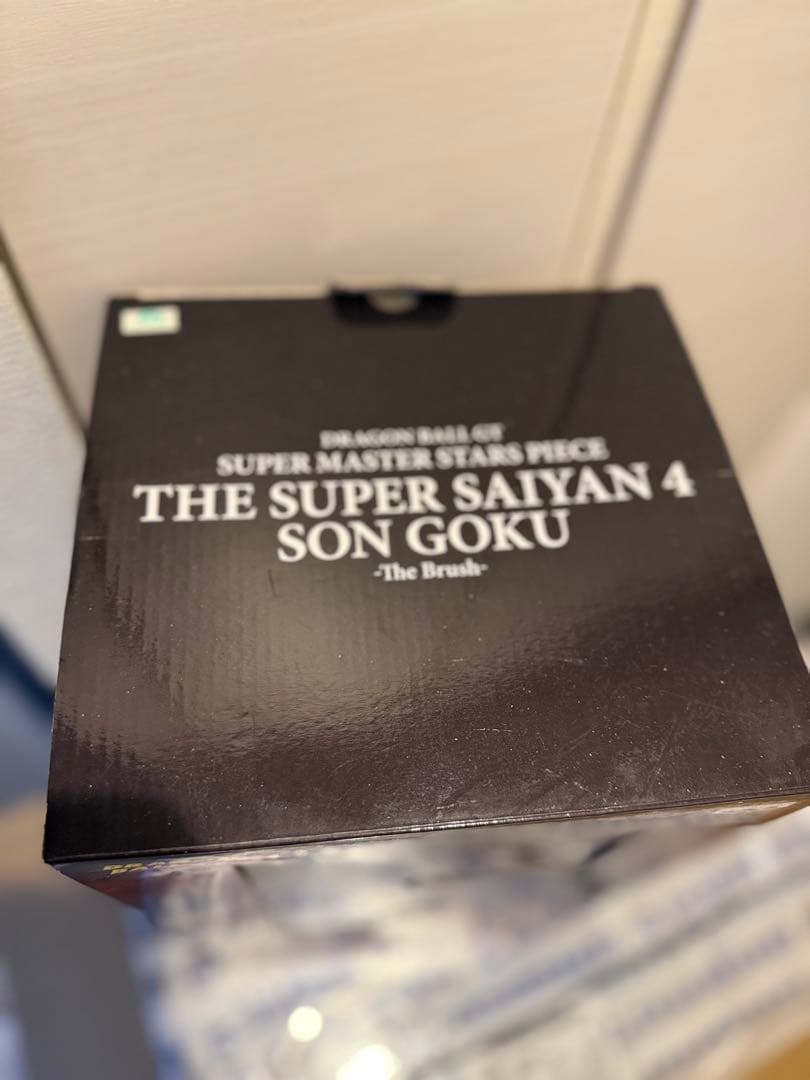 DRAGON BALL GT
SUPER MASTER STARS PIECE
THE SUPER SAIYAN 4
SON GOKU
-The Brush-